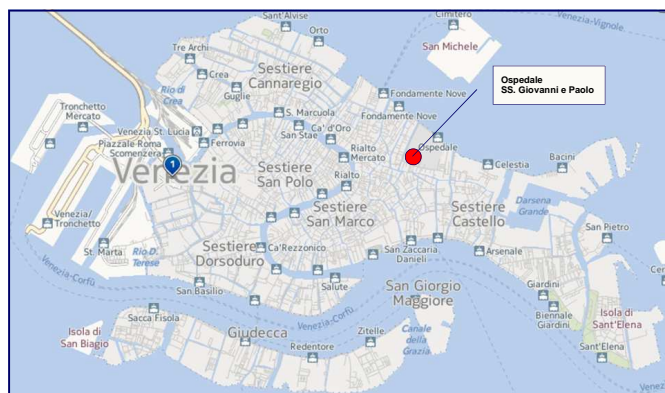 Sant'Alvise
Orto
Cimitero
Venezia-Vignole
San Michele
Tre Archi
Sestiere
Cannaregio
Crea
Rio di
Crea
Guglie
Fondamente Nove
Ospedale
SS. Giovanni e Paolo
Tronchetto
Mercato
Fondamente Nove
S. Marcuola
Ca' d'Oro
San
Stae
Venezia St. Lucia
Piazzale Roma
Scomenzera
Ferrovia
Rialto
Mercato
Ospedale
Celestia
Bacini
1
Venezia
Sestiere
San Polo
Rialto
Darsena
Grande
Sestiere
San Marco
Sestiere
Castello
Venezia/
Tronchetto
San Pietro
St. Marta
Rio D.
Terese
Sestiere
Dorsoduro
Ca'Rezzonico
San Zaccaria
Danieli
Arsenale
Cer
Venezia-Corfù
San Basilio
Salute
San Giorgio
Maggiore
Giardini
Biennale
Giardini
Isola di
Sant'Elena
Sacca Fisola
Venezia-Corfù
Isola di
San Biagio
Giudecca
Zitelle
Canale
della
Grazia
Redentore
Sant'Elena